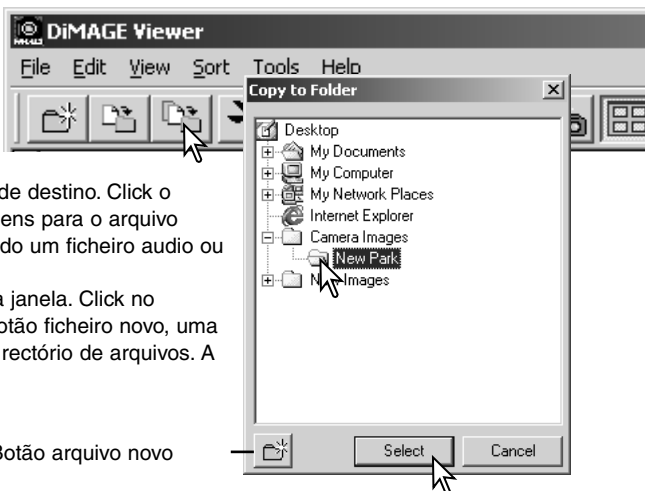 DiMAGE Viewer
File Edit View Sort Tools Help
Copy to Folder
Desktop
My Documents
My Computer
My Network Places
Internet Explorer
Camera Images
New Park
Images
de destino. Click o
ens para o arquivo
do um ficheiro audio ou
janela. Click no
otão ficheiro novo, uma
rectório de arquivos. A
Botão arquivo novo
Select Cancel